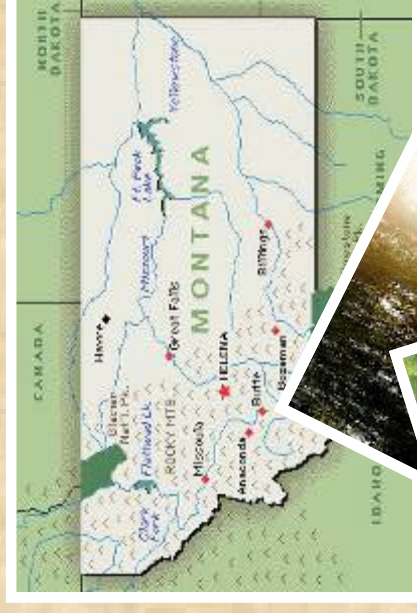 NORTH
DAKOTA
SOUTH
DAKOTA
CANADA
IDAHO
MONTANA
Yellowstone
Ft. Peck
Lake
Missouri
Havre
Great Falls
Billings
HELENA
Bozeman
Butte
Anaconda
Missoula
ROCKY MTS
Flathead Lk.
Glacier
Nat'l. Pk.
Clark
Fork